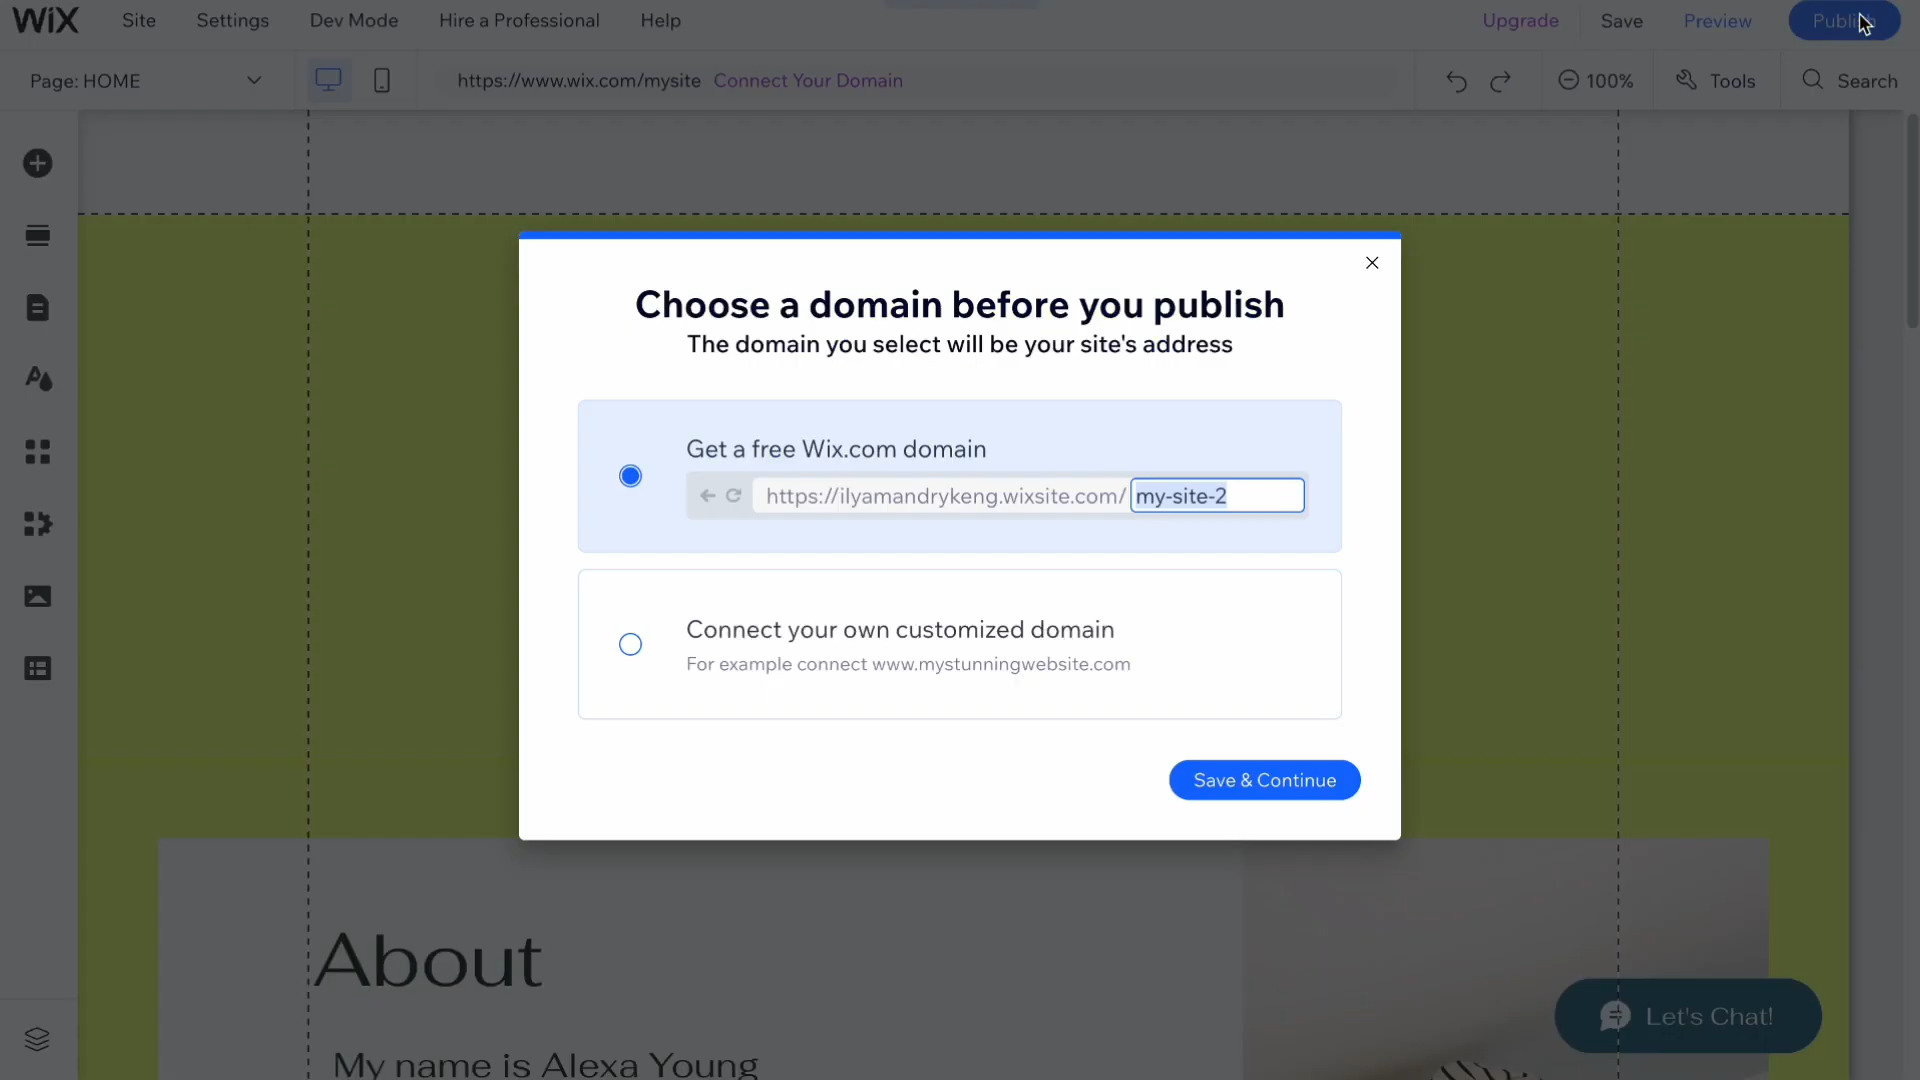 WiX Site Settings Dev Mode Hire a Professional Help Upgrade Save Preview Publish
Page: HOME https://www.wix.com/mysite Connect Your Domain 100% Tools Search
Choose a domain before you publish
The domain you select will be your site's address
Get a free Wix.com domain
https://ilyamandrykeng.wixsite.com/ my-site-2
Connect your own customized domain
For example connect www.mystunningwebsite.com
Save & Continue
About
Let's Chat!
My name is Alexa Young